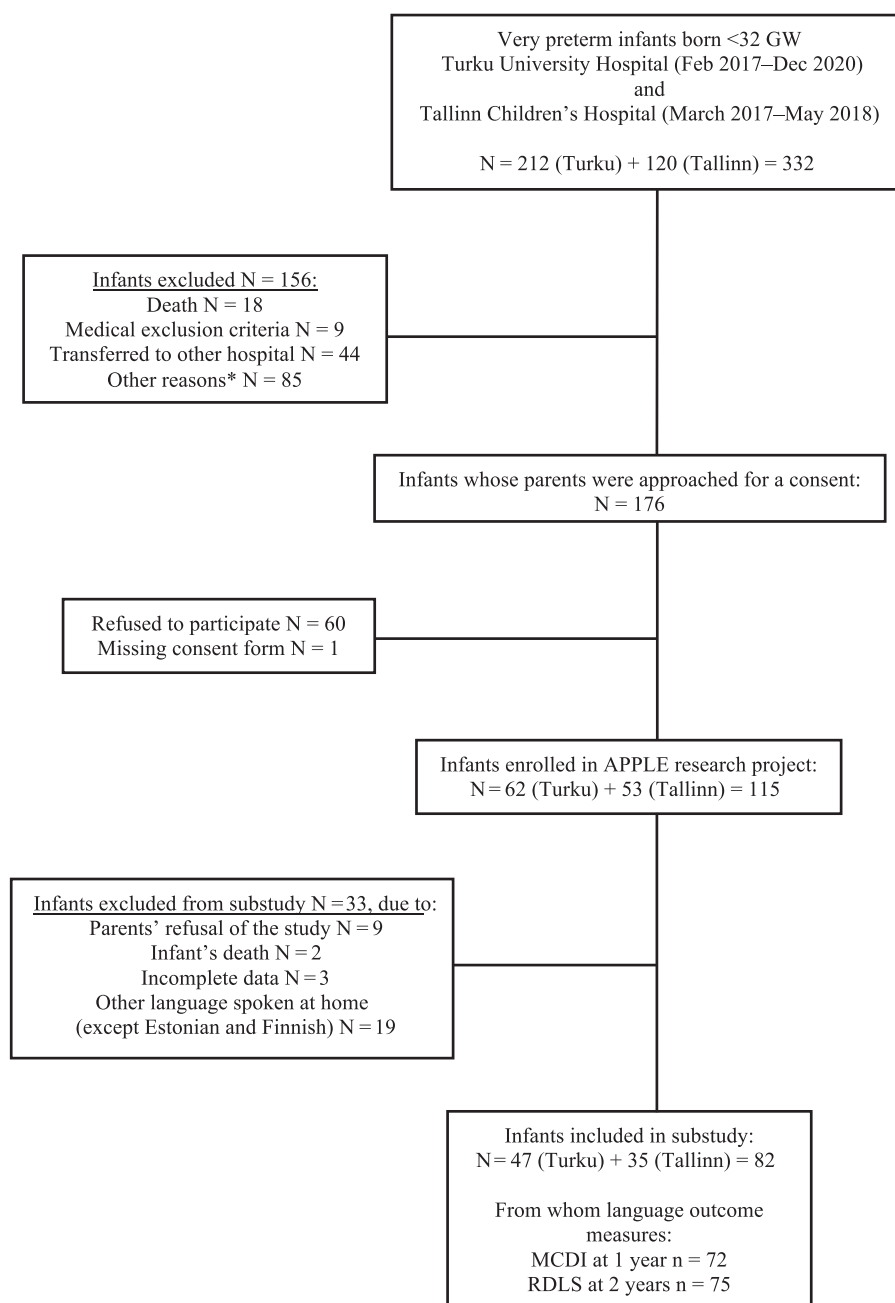 Very preterm infants born <32 GW
Turku University Hospital (Feb 2017–Dec 2020)
and
Tallinn Children's Hospital (March 2017–May 2018)
N = 212 (Turku) + 120 (Tallinn) = 332
Infants excluded N = 156:
Death N = 18
Medical exclusion criteria N = 9
Transferred to other hospital N = 44
Other reasons* N = 85
Infants whose parents were approached for a consent:
N = 176
Refused to participate N = 60
Missing consent form N = 1
Infants enrolled in APPLE research project:
N = 62 (Turku) + 53 (Tallinn) = 115
Infants excluded from substudy N = 33, due to:
Parents' refusal of the study N = 9
Infant's death N = 2
Incomplete data N = 3
Other language spoken at home
(except Estonian and Finnish) N = 19
Infants included in substudy:
N = 47 (Turku) + 35 (Tallinn) = 82
From whom language outcome
measures:
MCDI at 1 year n = 72
RDLS at 2 years n = 75